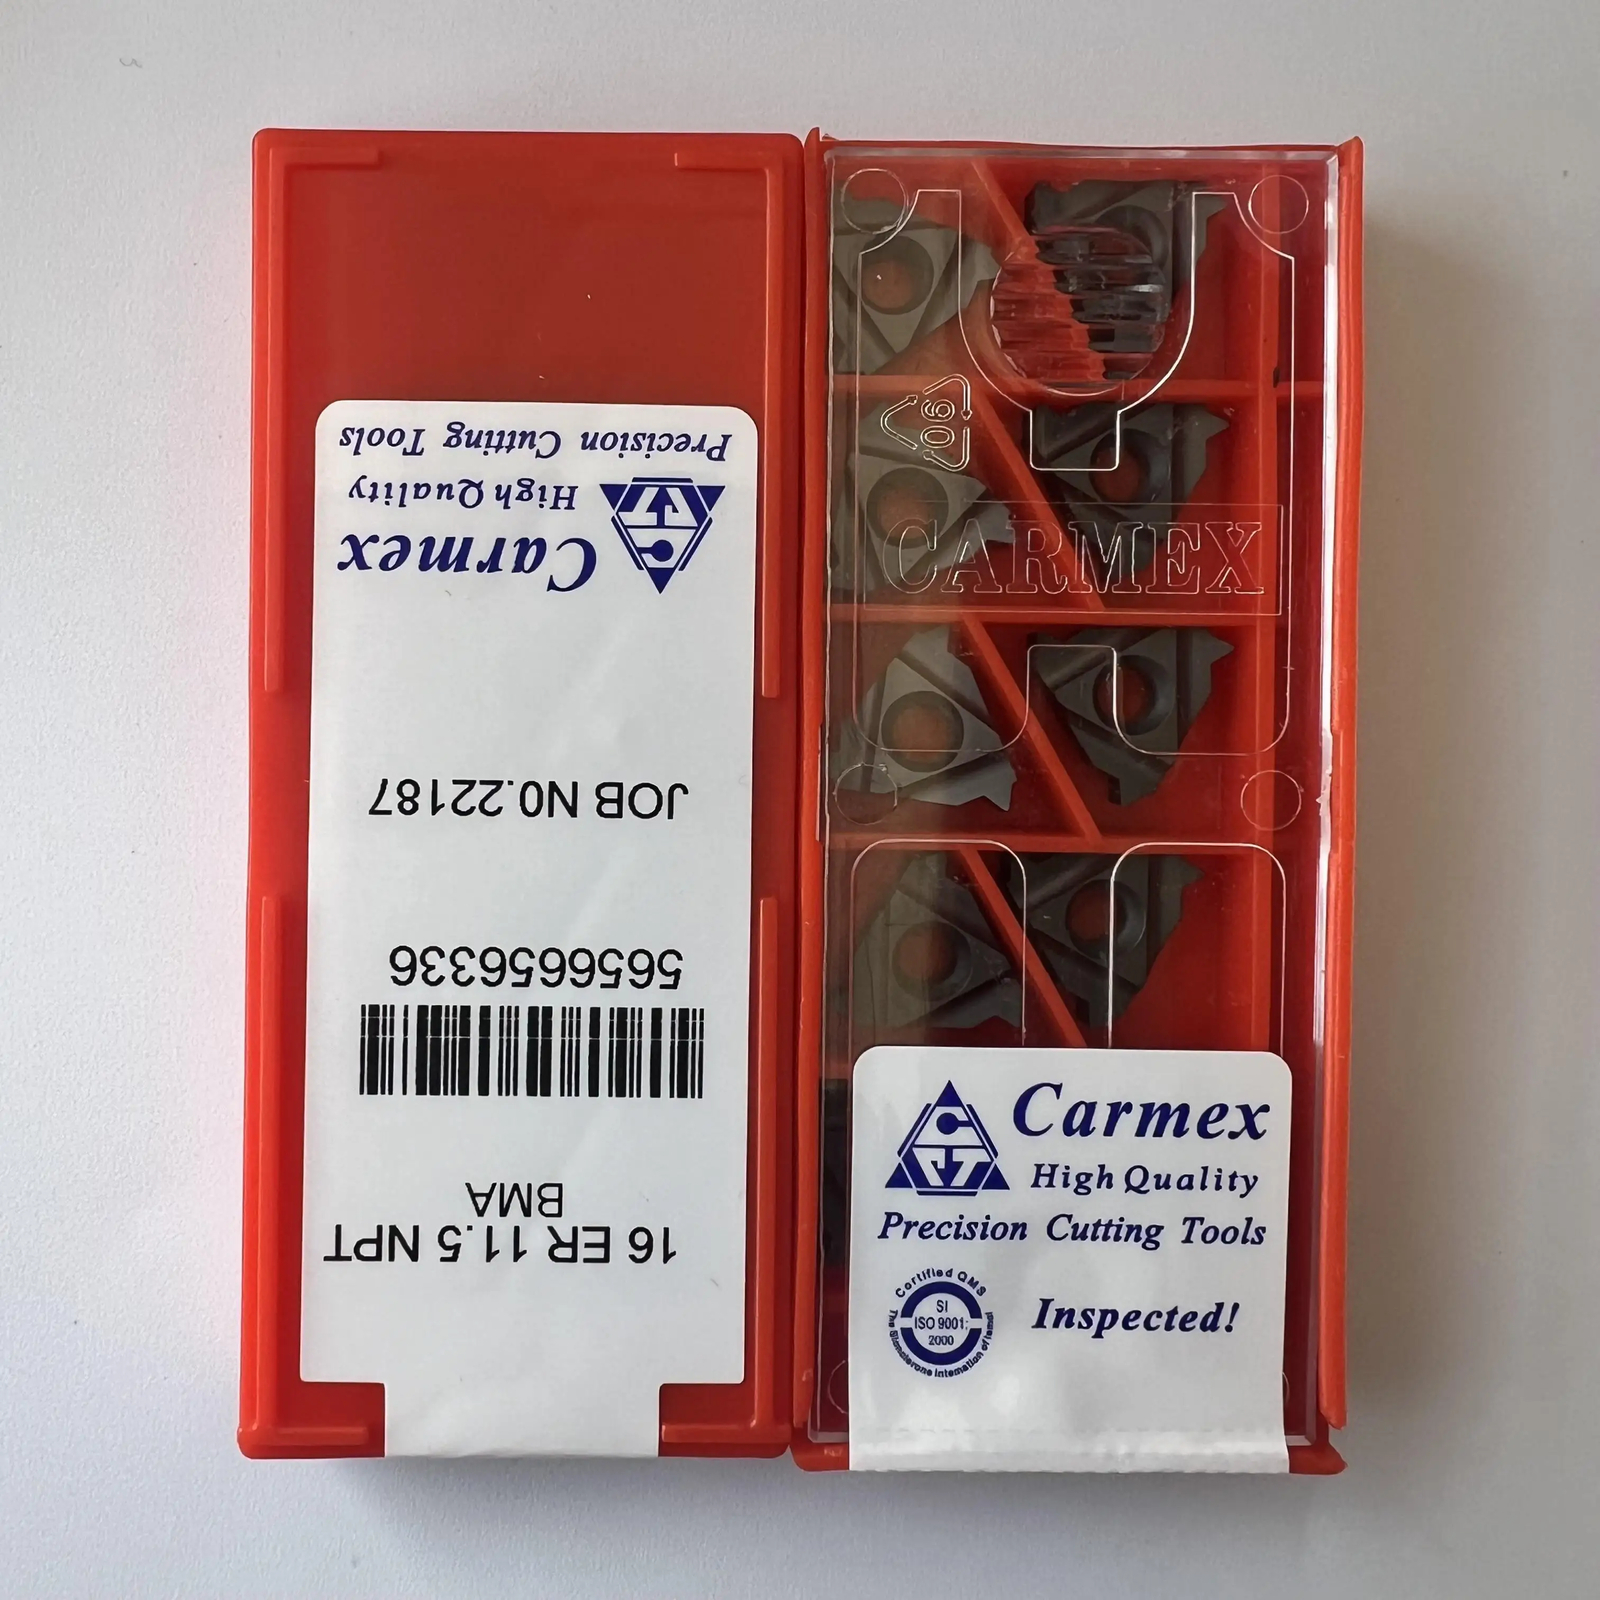 Carmex
High Quality
Precision Cutting Tools
JOB N0.22187
5656656336
16 ER 11.5 NPT
BMA
06
CARMEX
C
Carmex
High Quality
Precision Cutting Tools
Certified QMS
SI
ISO 9001:
2000
Inspected!